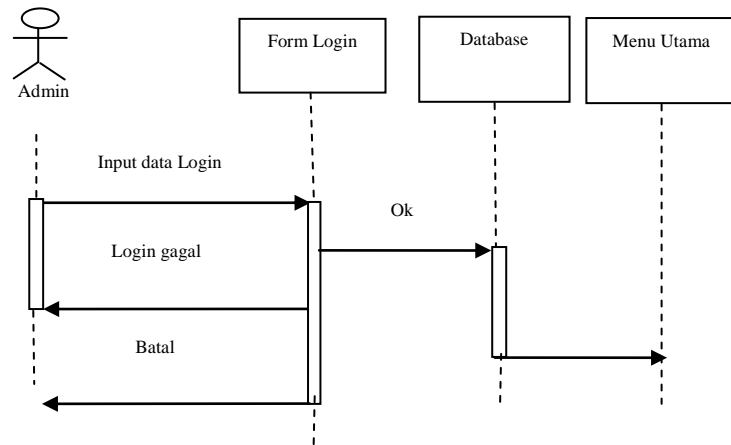 Form Login
Database
Menu Utama
Admin
Input data Login
Ok
Login gagal
Batal